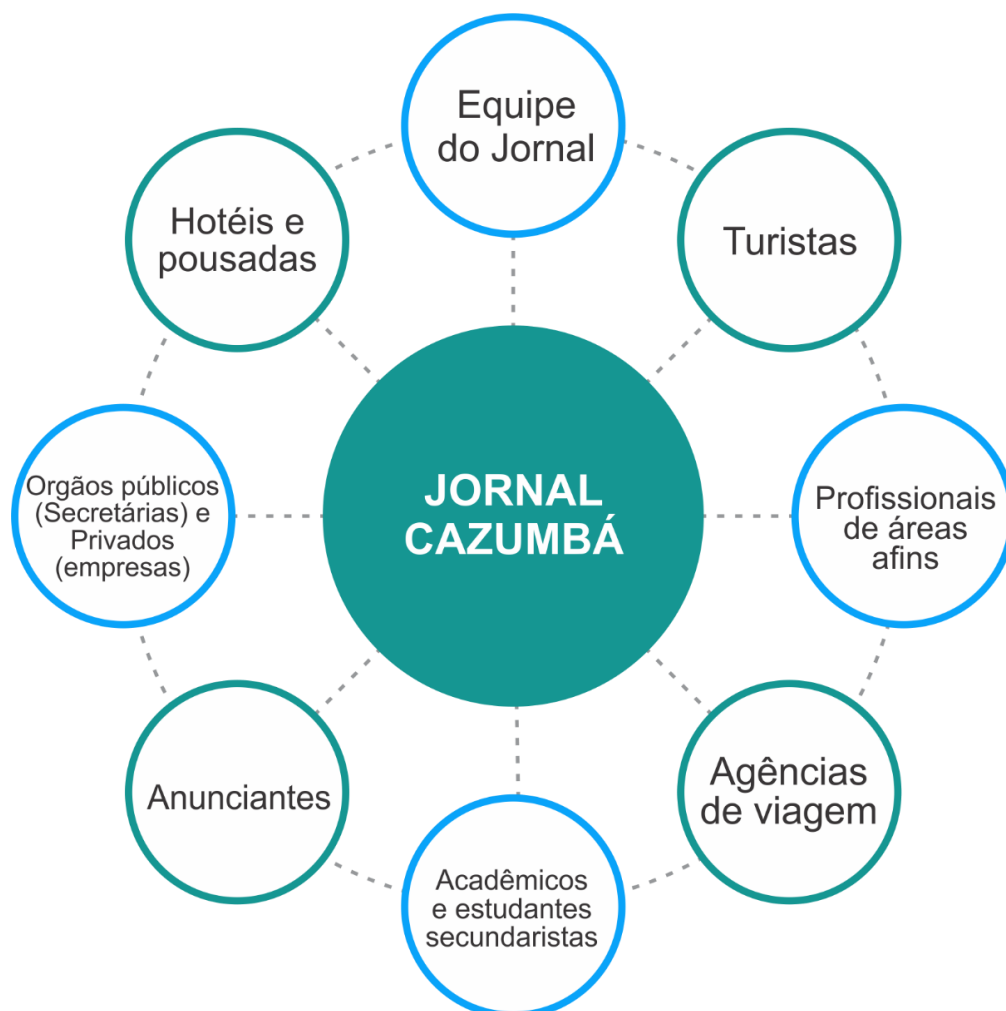 Equipe
do Jornal
Hotéis e
pousadas
Turistas
Orgãos públicos
(Secretárias) e
Privados
(empresas)
JORNAL
CAZUMBÁ
Profissionais
de áreas
afins
Anunciantes
Agências
de viagem
Acadêmicos
e estudantes
secundaristas